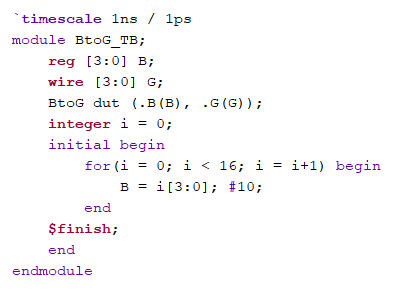 `timescale 1ns / 1ps
module BtoG_TB;
    reg [3:0] B;
    wire [3:0] G;
    BtoG dut (.B(B), .G(G));
    integer i = 0;
    initial begin
        for(i = 0; i < 16; i = i+1) begin
            B = i[3:0]; #10;
        end
    $finish;
    end
endmodule